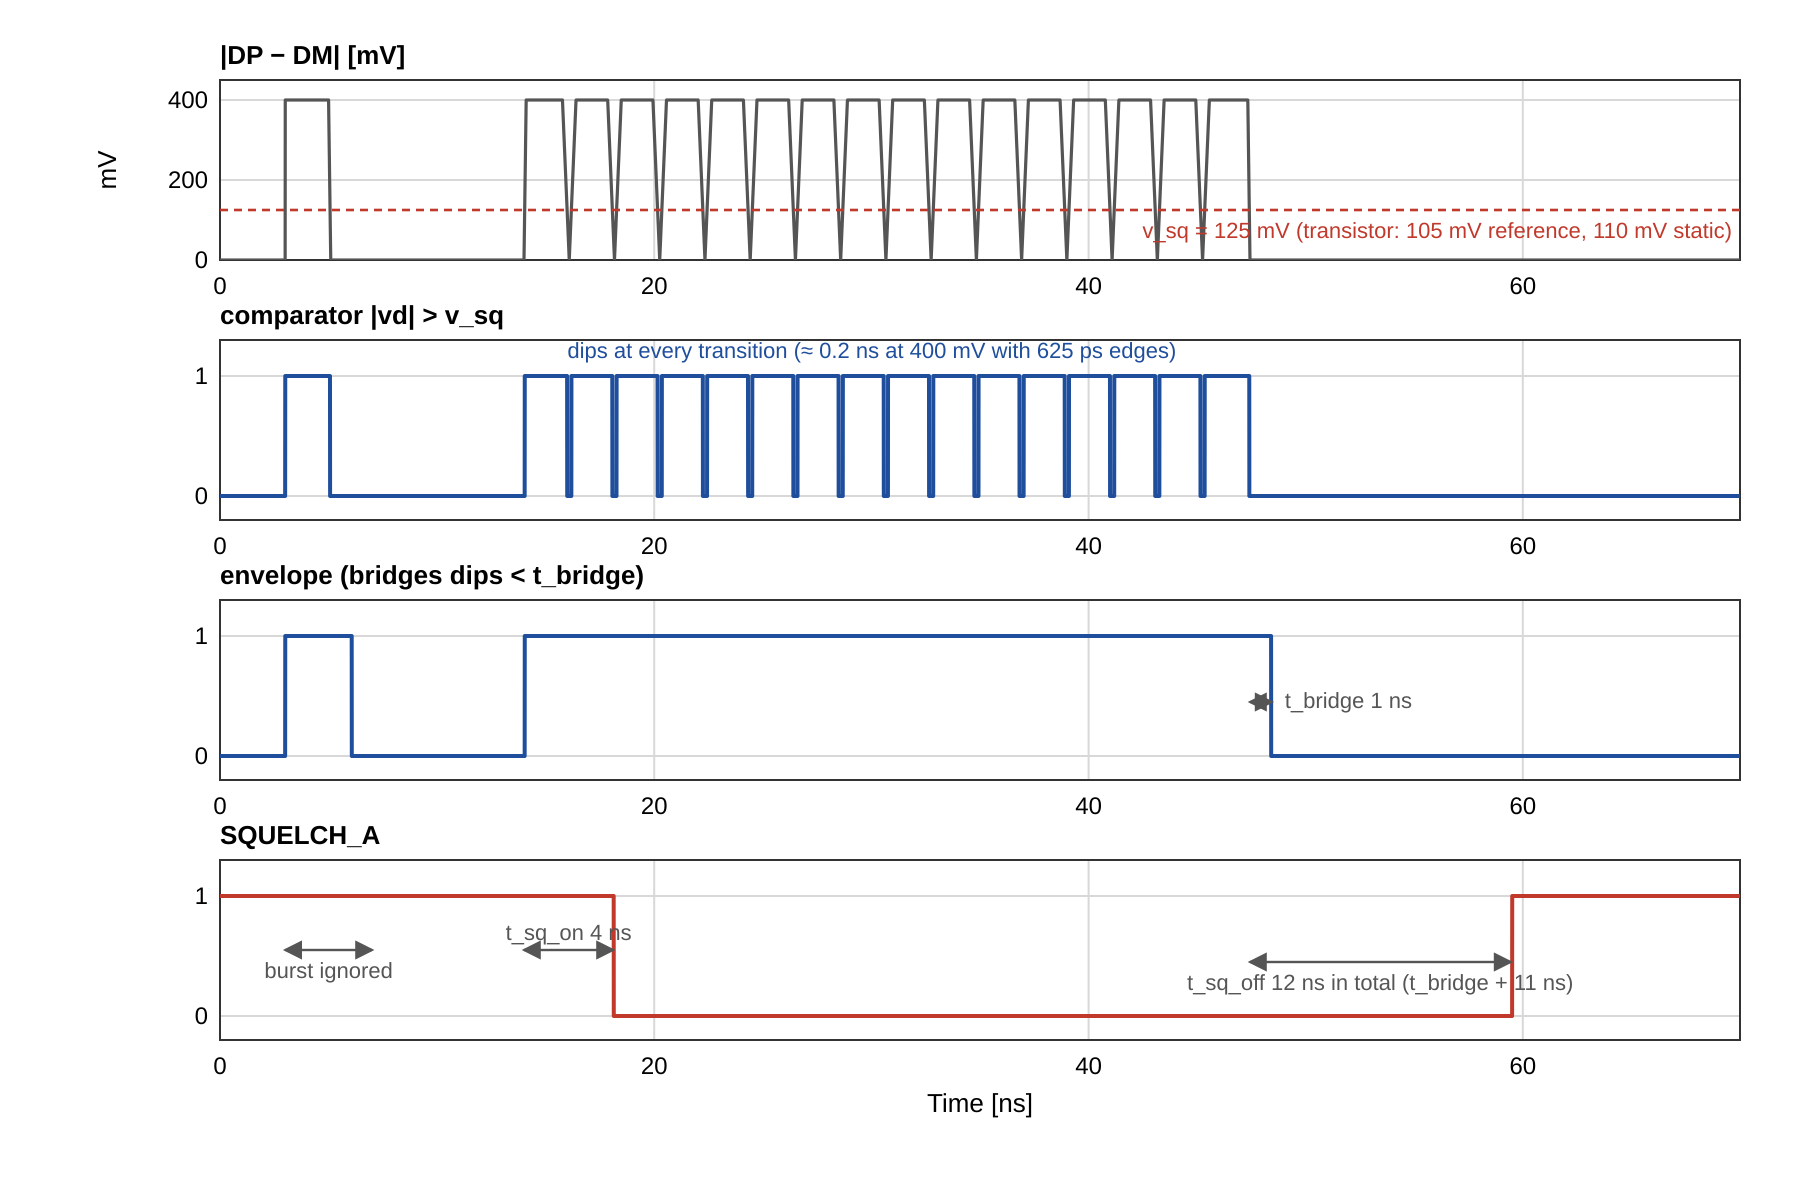 |DP − DM| [mV]
mV
400
200
0
v_sq = 125 mV (transistor: 105 mV reference, 110 mV static)
0 20 40 60
comparator |vd| > v_sq
dips at every transition (≈ 0.2 ns at 400 mV with 625 ps edges)
1
0
0 20 40 60
envelope (bridges dips < t_bridge)
1
t_bridge 1 ns
0
0 20 40 60
SQUELCH_A
1
t_sq_on 4 ns
burst ignored
t_sq_off 12 ns in total (t_bridge + 11 ns)
0
0 20 40 60
Time [ns]